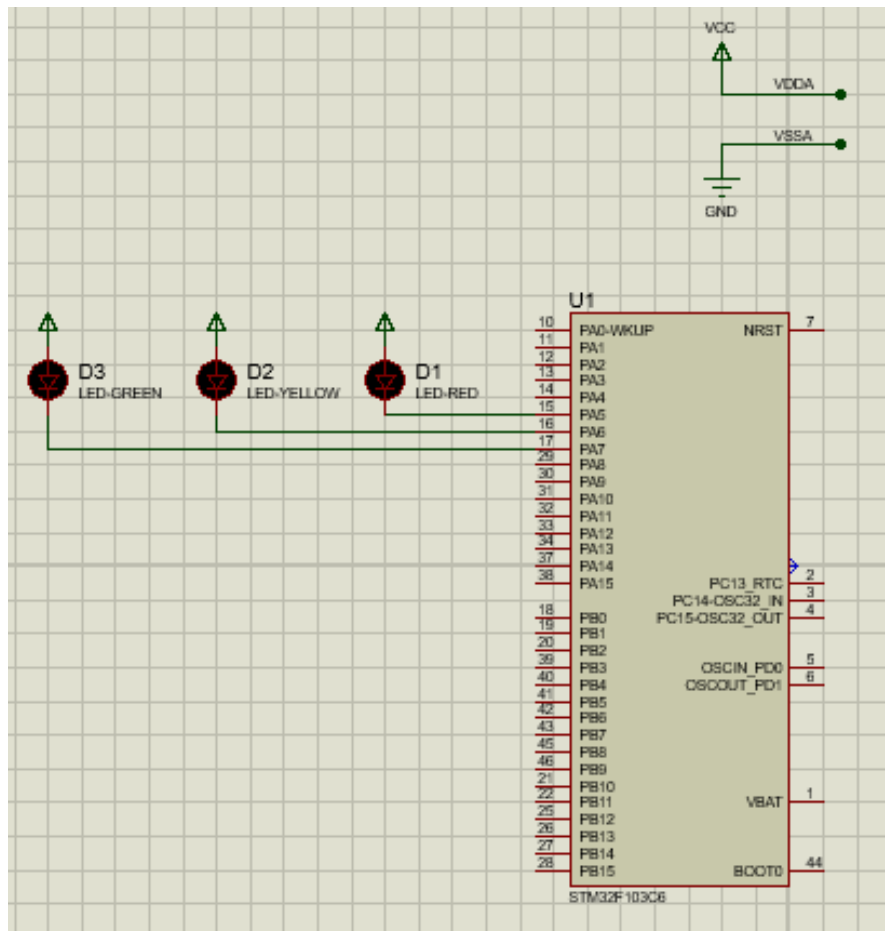 VCC
VDDA
VSSA
GND
D3
LED-GREEN
D2
LED-YELLOW
D1
LED-RED
U1
10 PA0-WKUP
11 PA1
12 PA2
13 PA3
14 PA4
15 PA5
16 PA6
17 PA7
29 PA8
30 PA9
31 PA10
32 PA11
33 PA12
34 PA13
37 PA14
38 PA15
18 PB0
19 PB1
20 PB2
39 PB3
40 PB4
41 PB5
42 PB6
43 PB7
45 PB8
46 PB9
21 PB10
22 PB11
25 PB12
26 PB13
27 PB14
28 PB15
NRST 7
PC13_RTC 2
PC14-OSC32_IN 3
PC15-OSC32_OUT 4
OSCIN_PD0 5
OSCOUT_PD1 6
VBAT 1
BOOT0 44
STM32F103C6